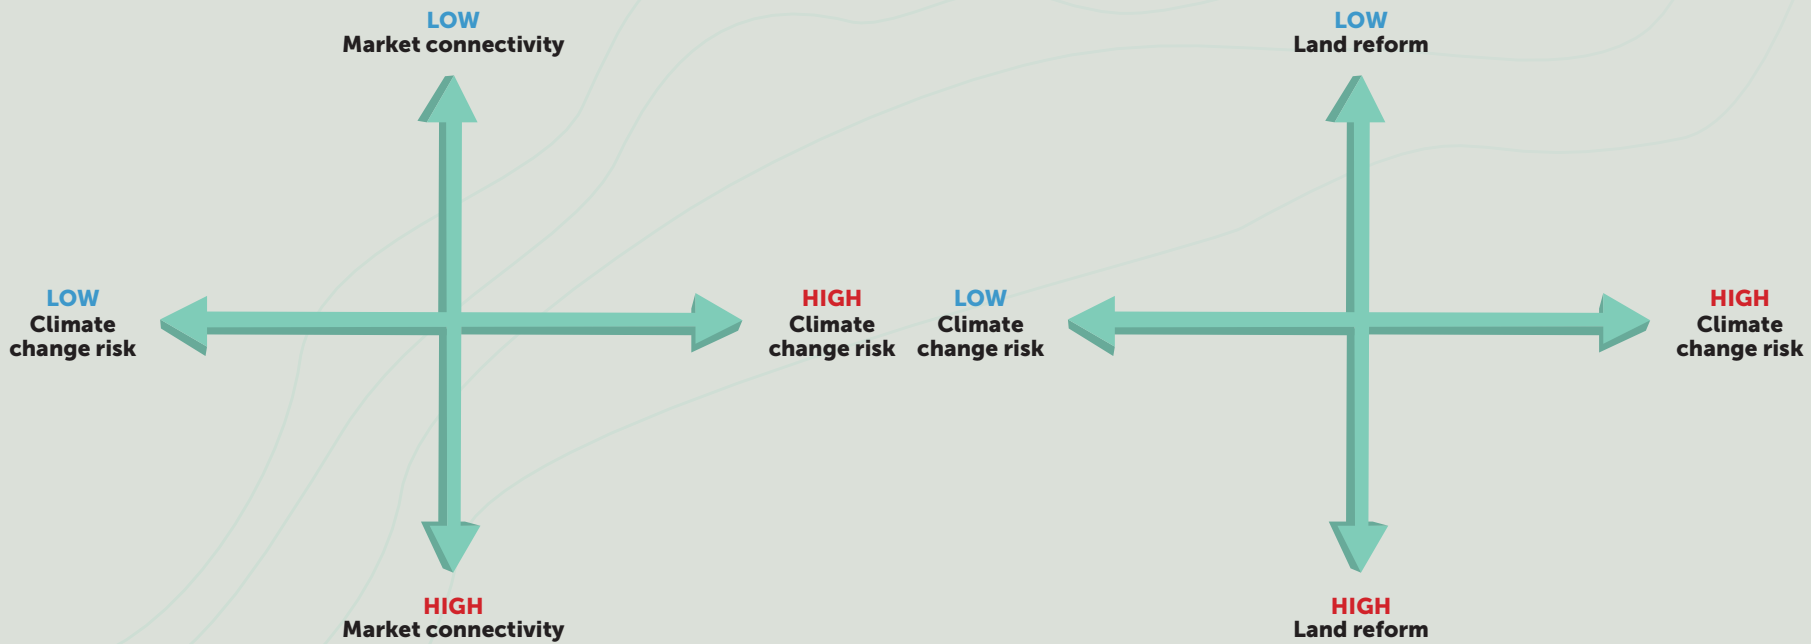 LOW
Market connectivity
LOW
Climate
change risk
HIGH
Climate
change risk
HIGH
Market connectivity
LOW
Land reform
LOW
Climate
change risk
HIGH
Climate
change risk
HIGH
Land reform